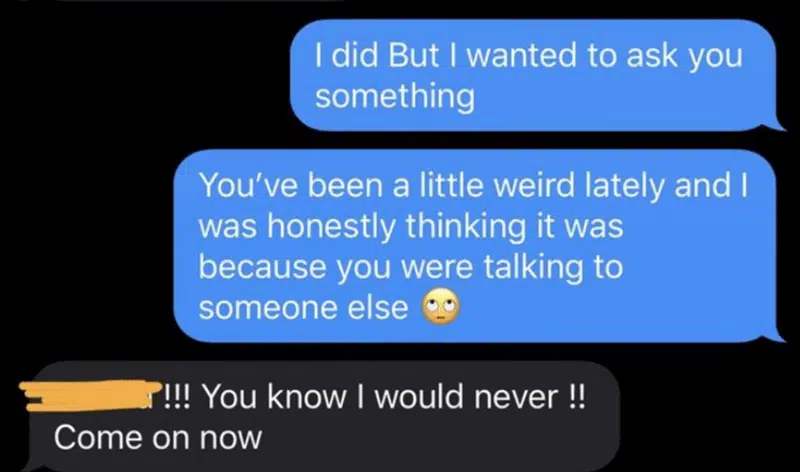 I did But I wanted to ask you
something
You've been a little weird lately and I
was honestly thinking it was
because you were talking to
someone else 🙄
!!! You know I would never !!
Come on now